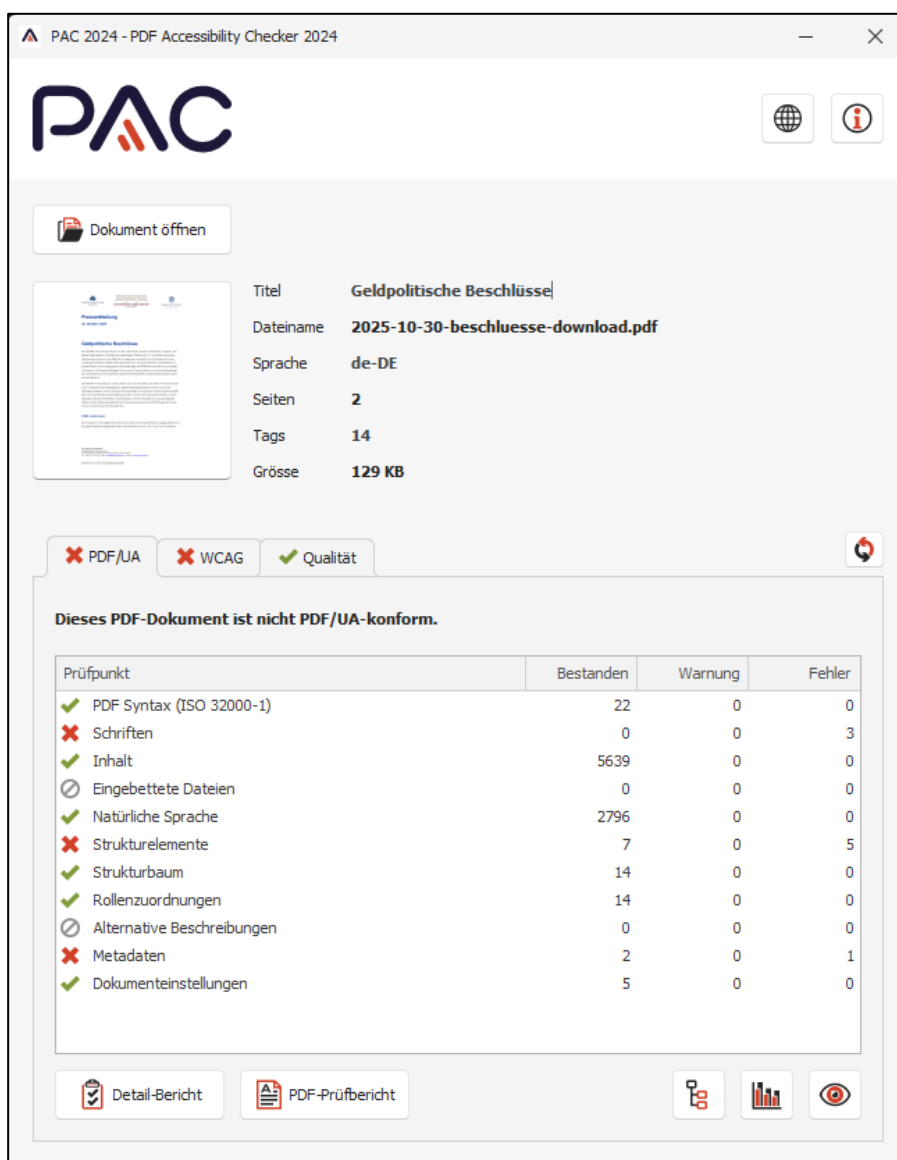 PAC 2024 - PDF Accessibility Checker 2024
PAC
Dokument öffnen
Pressemitteilung
Geldpolitische Beschlüsse
Titel Geldpolitische Beschlüsse
Dateiname 2025-10-30-beschluesse-download.pdf
Sprache de-DE
Seiten 2
Tags 14
Grösse 129 KB
PDF/UA WCAG Qualität
Dieses PDF-Dokument ist nicht PDF/UA-konform.
Prüfpunkt Bestanden Warnung Fehler
PDF Syntax (ISO 32000-1) 22 0 0
Schriften 0 0 3
Inhalt 5639 0 0
Eingebettete Dateien 0 0 0
Natürliche Sprache 2796 0 0
Strukturelemente 7 0 5
Strukturbaum 14 0 0
Rollenzuordnungen 14 0 0
Alternative Beschreibungen 0 0 0
Metadaten 2 0 1
Dokumenteinstellungen 5 0 0
Detail-Bericht PDF-Prüfbericht